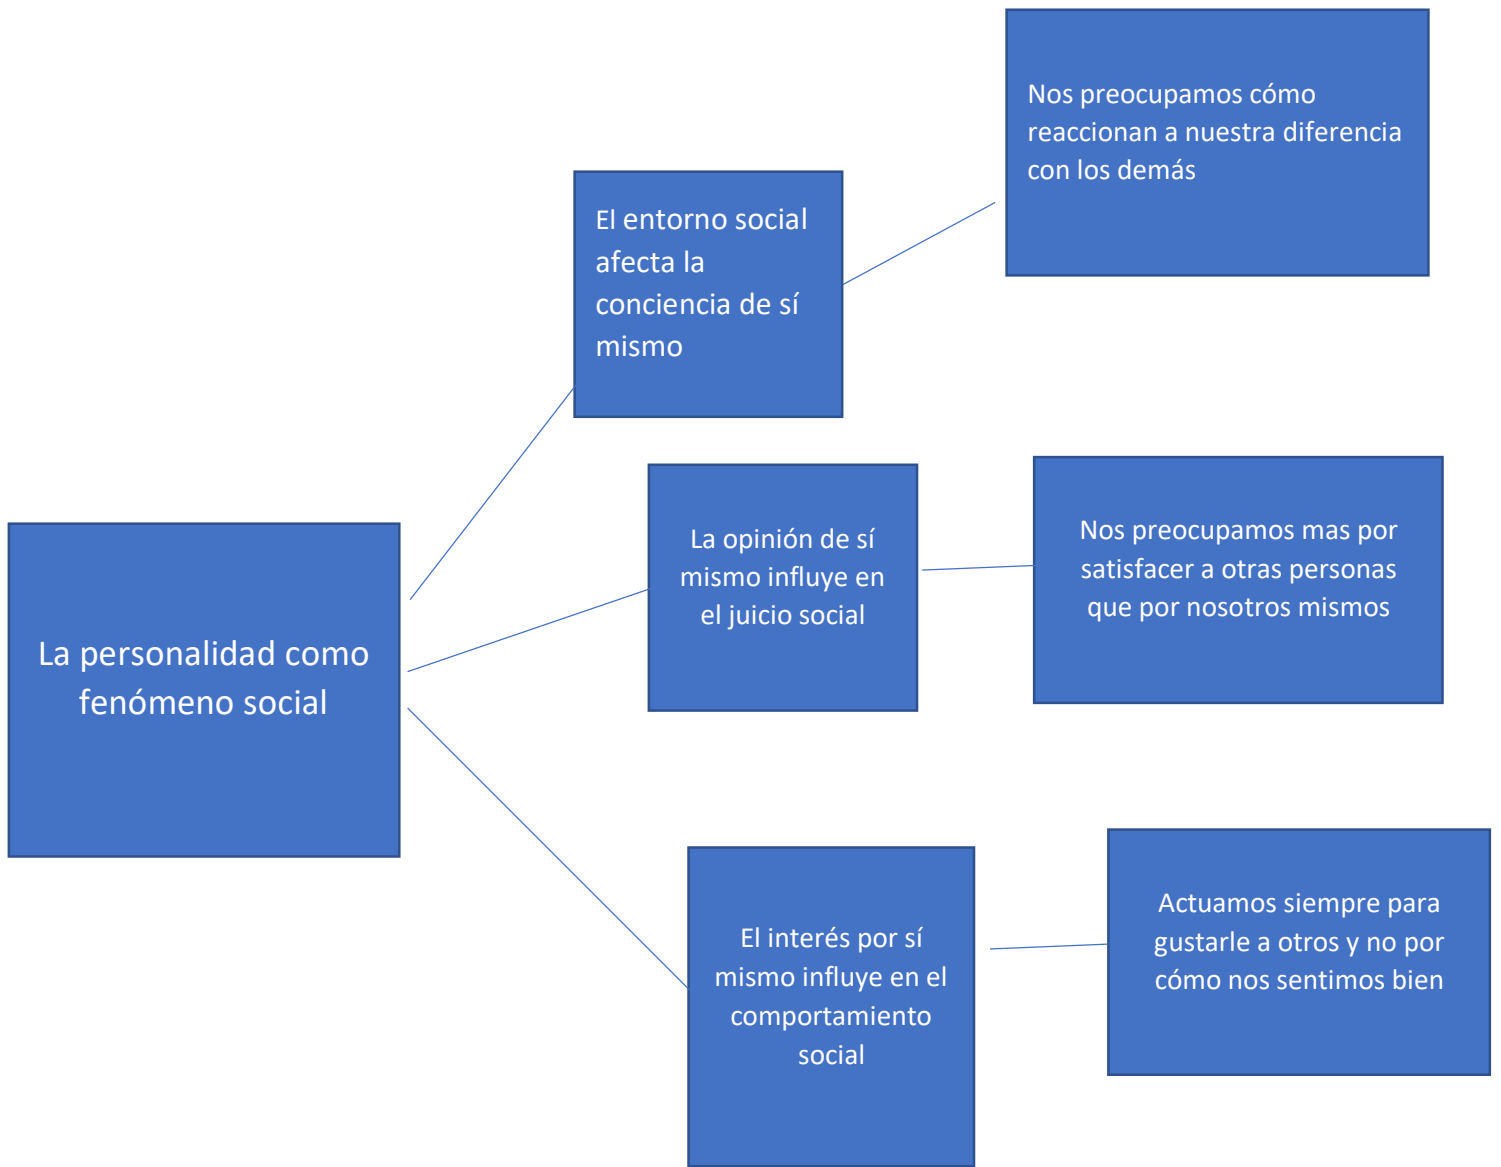 Nos preocupamos cómo
reaccionan a nuestra diferencia
con los demás
El entorno social
afecta la
conciencia de sí
mismo
La opinión de sí
mismo influye en
el juicio social
Nos preocupamos mas por
satisfacer a otras personas
que por nosotros mismos
La personalidad como
fenómeno social
El interés por sí
mismo influye en el
comportamiento
social
Actuamos siempre para
gustarle a otros y no por
cómo nos sentimos bien